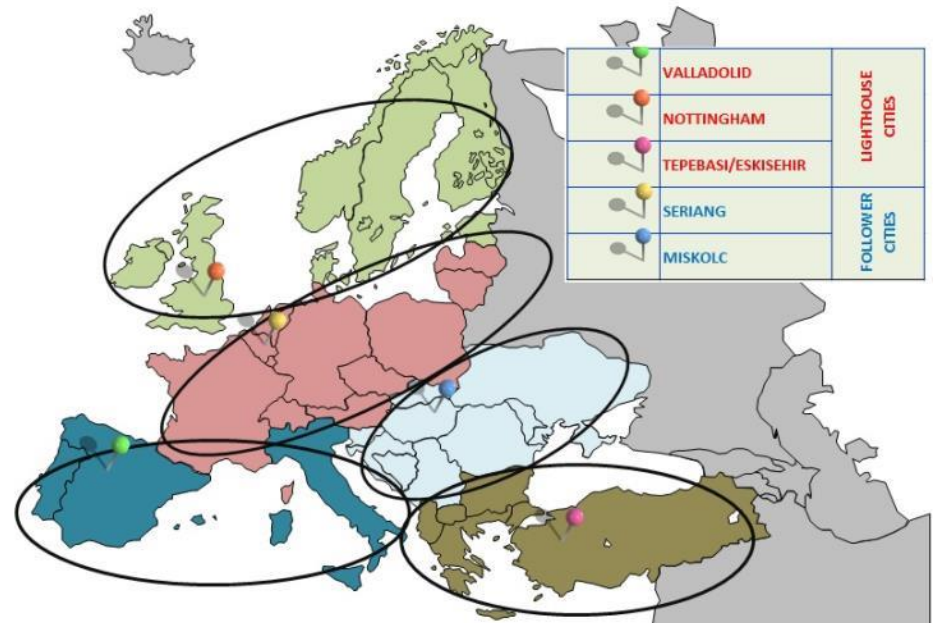 VALLADOLID
NOTTINGHAM
TEPEBASI/ESKISEHIR
LIGHTHOUSE
CITIES
SERIANG
MISKOLC
FOLLOWER
CITIES